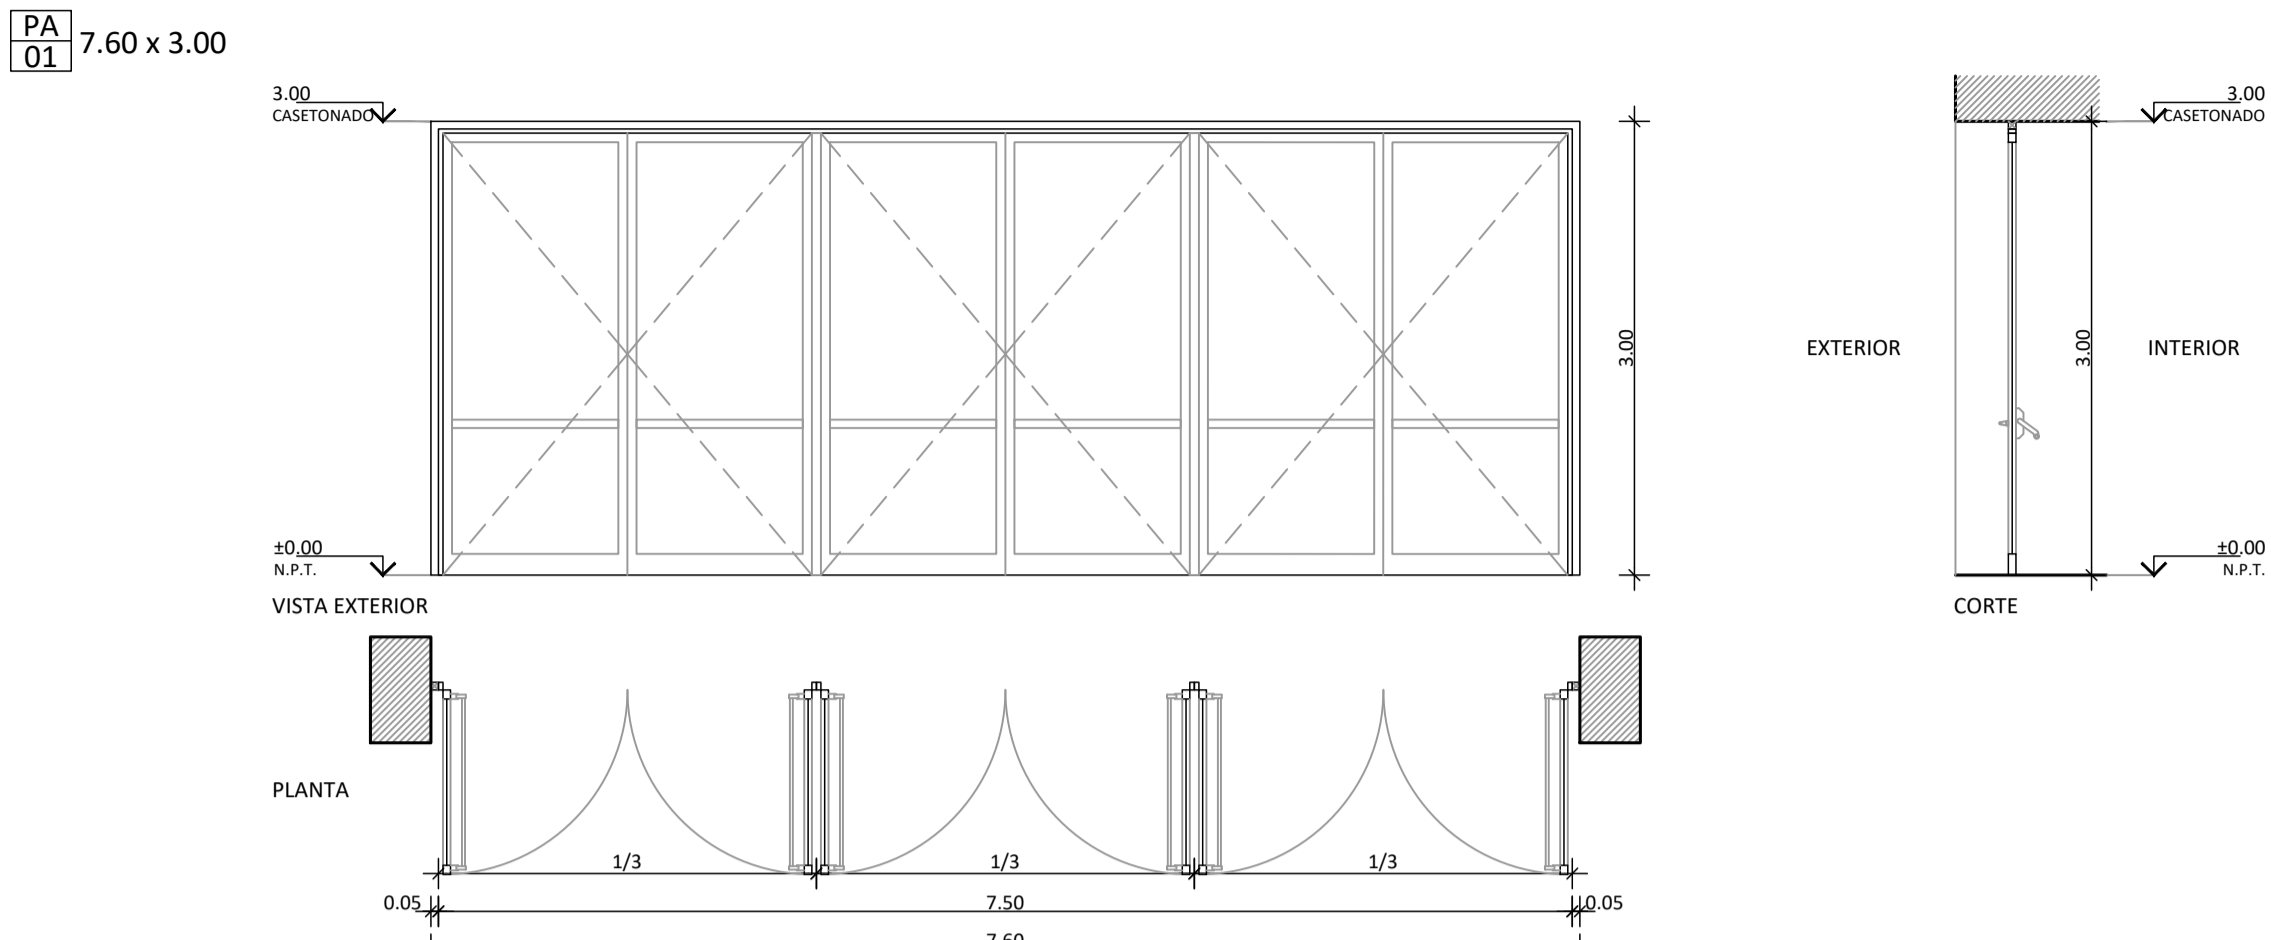 PA
01
7.60 x 3.00
3.00
CASETONADO
3.00
CASETONADO
3.00
EXTERIOR
3.00
INTERIOR
±0.00
N.P.T.
±0.00
N.P.T.
VISTA EXTERIOR
CORTE
PLANTA
1/3
1/3
1/3
0.05
7.50
0.05
7.60